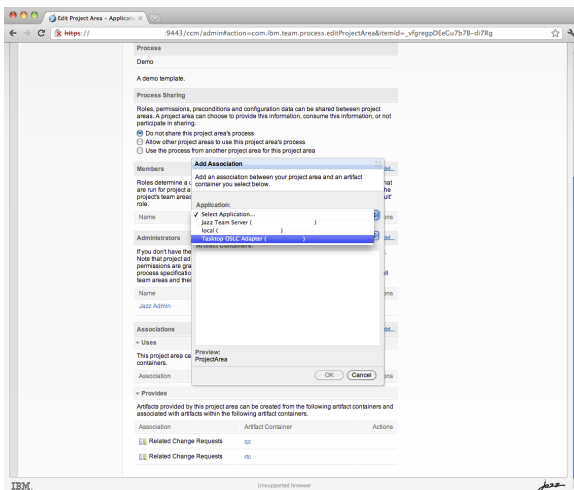 Edit Project Area – Applicatio
https:// :9443/ccm/admin#action=com.ibm.team.process.editProjectArea&itemId=_vfgregpDEeGu7b78-di7Rg
Process
Demo
A demo template.
Process Sharing
Roles, permissions, preconditions and configuration data can be shared between project
areas. A project area can choose to provide this information, consume this information, or not
participate in sharing.
Do not share this project area's process
Allow other project areas to use this project area's process
Use the process from another project area for this project area
Add Association
Add an association between your project area and an artifact
container you select below.
Application:
✓ Select Application...
Jazz Team Server ( )
local ( )
Tasktop OSLC Adapter ( )
Artifact Containers:
Preview:
ProjectArea
OK Cancel
Members
Roles determine a
are run for project a
project's team areas
role.
Name
Administrators
If you don't have the
Note that project ad
permissions are gra
process specificatio
team areas and thei
Name
Jazz Admin
Associations
Uses
This project area ca
containers.
Association
Provides
Artifacts provided by this project area can be created from the following artifact containers and
associated with artifacts within the following artifact containers.
Association Artifact Container Actions
Related Change Requests qc
Related Change Requests rtc
IBM. Unsupported browser jazz